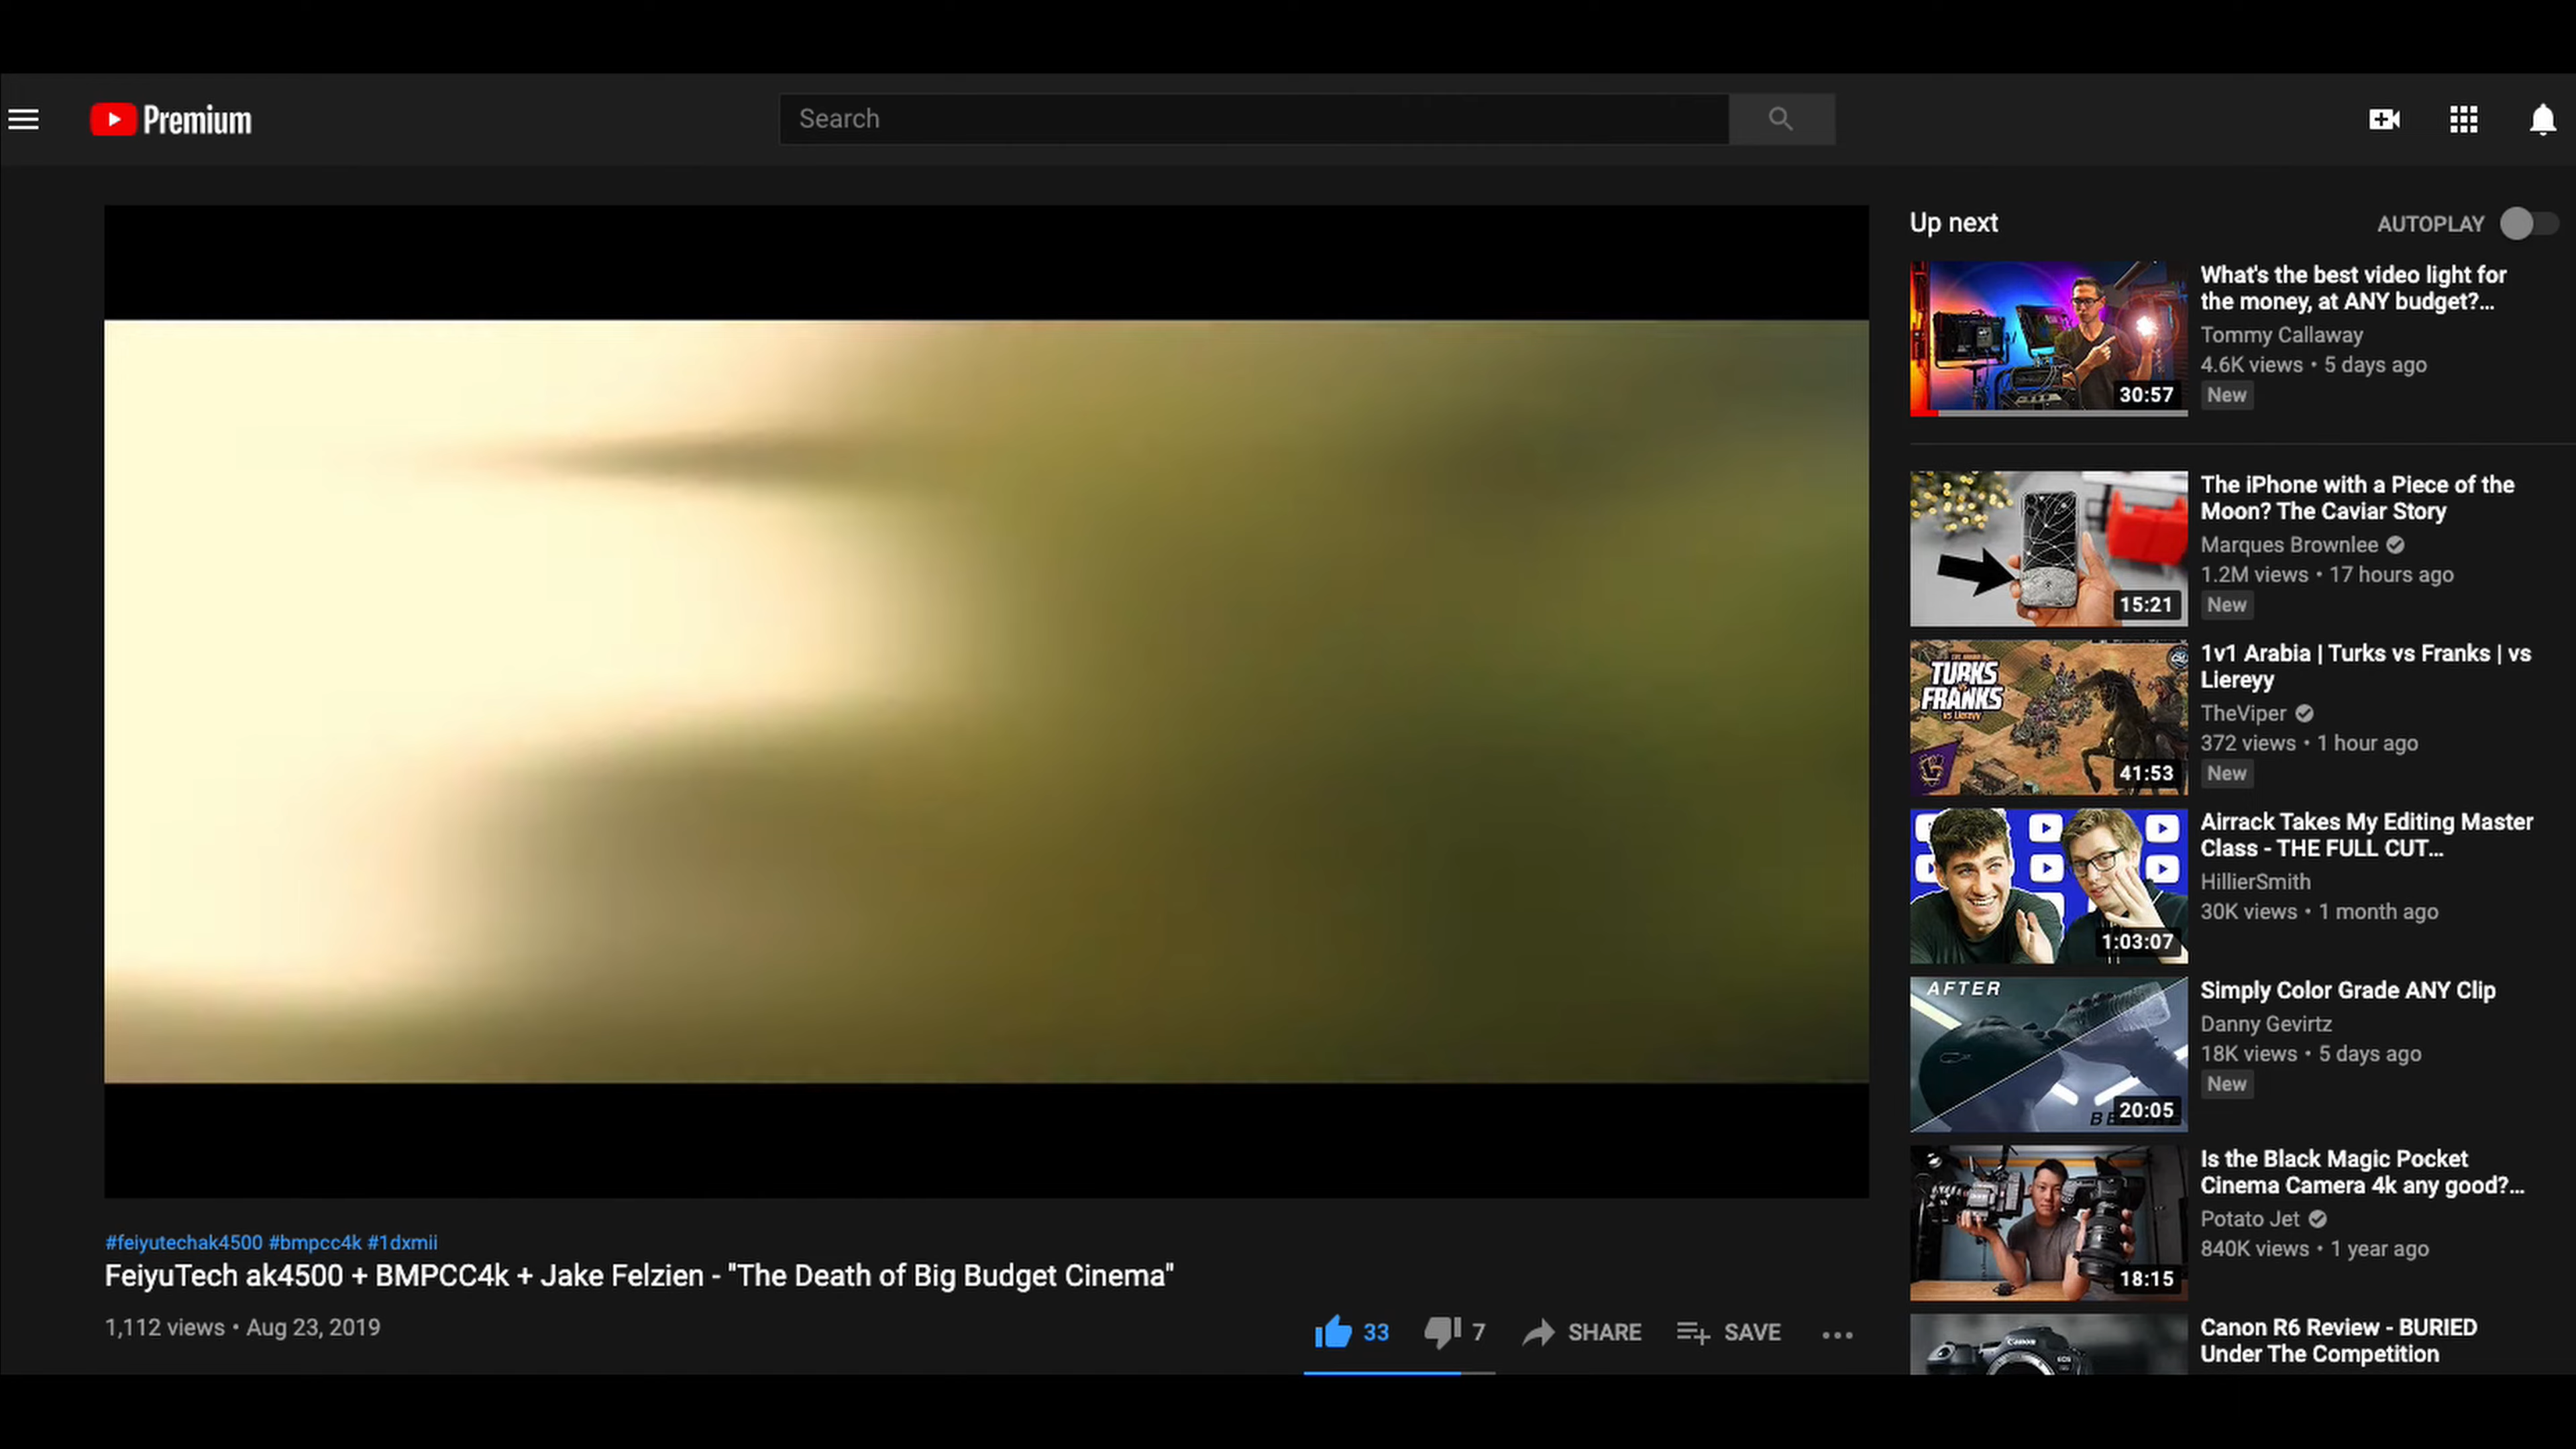 Premium
Search
Up next
AUTOPLAY
30:57
What's the best video light for
the money, at ANY budget?...
Tommy Callaway
4.6K views • 5 days ago
New
15:21
The iPhone with a Piece of the
Moon? The Caviar Story
Marques Brownlee
1.2M views • 17 hours ago
New
TURKS
VS
FRANKS
vs Liereyy
41:53
1v1 Arabia | Turks vs Franks | vs
Liereyy
TheViper
372 views • 1 hour ago
New
1:03:07
Airrack Takes My Editing Master
Class - THE FULL CUT...
HillierSmith
30K views • 1 month ago
AFTER
20:05
Simply Color Grade ANY Clip
Danny Gevirtz
18K views • 5 days ago
New
18:15
Is the Black Magic Pocket
Cinema Camera 4k any good?...
Potato Jet
840K views • 1 year ago
Canon
Canon R6 Review - BURIED
Under The Competition
#feiyutechak4500 #bmpcc4k #1dxmii
FeiyuTech ak4500 + BMPCC4k + Jake Felzien - "The Death of Big Budget Cinema"
1,112 views • Aug 23, 2019
33
7
SHARE
SAVE